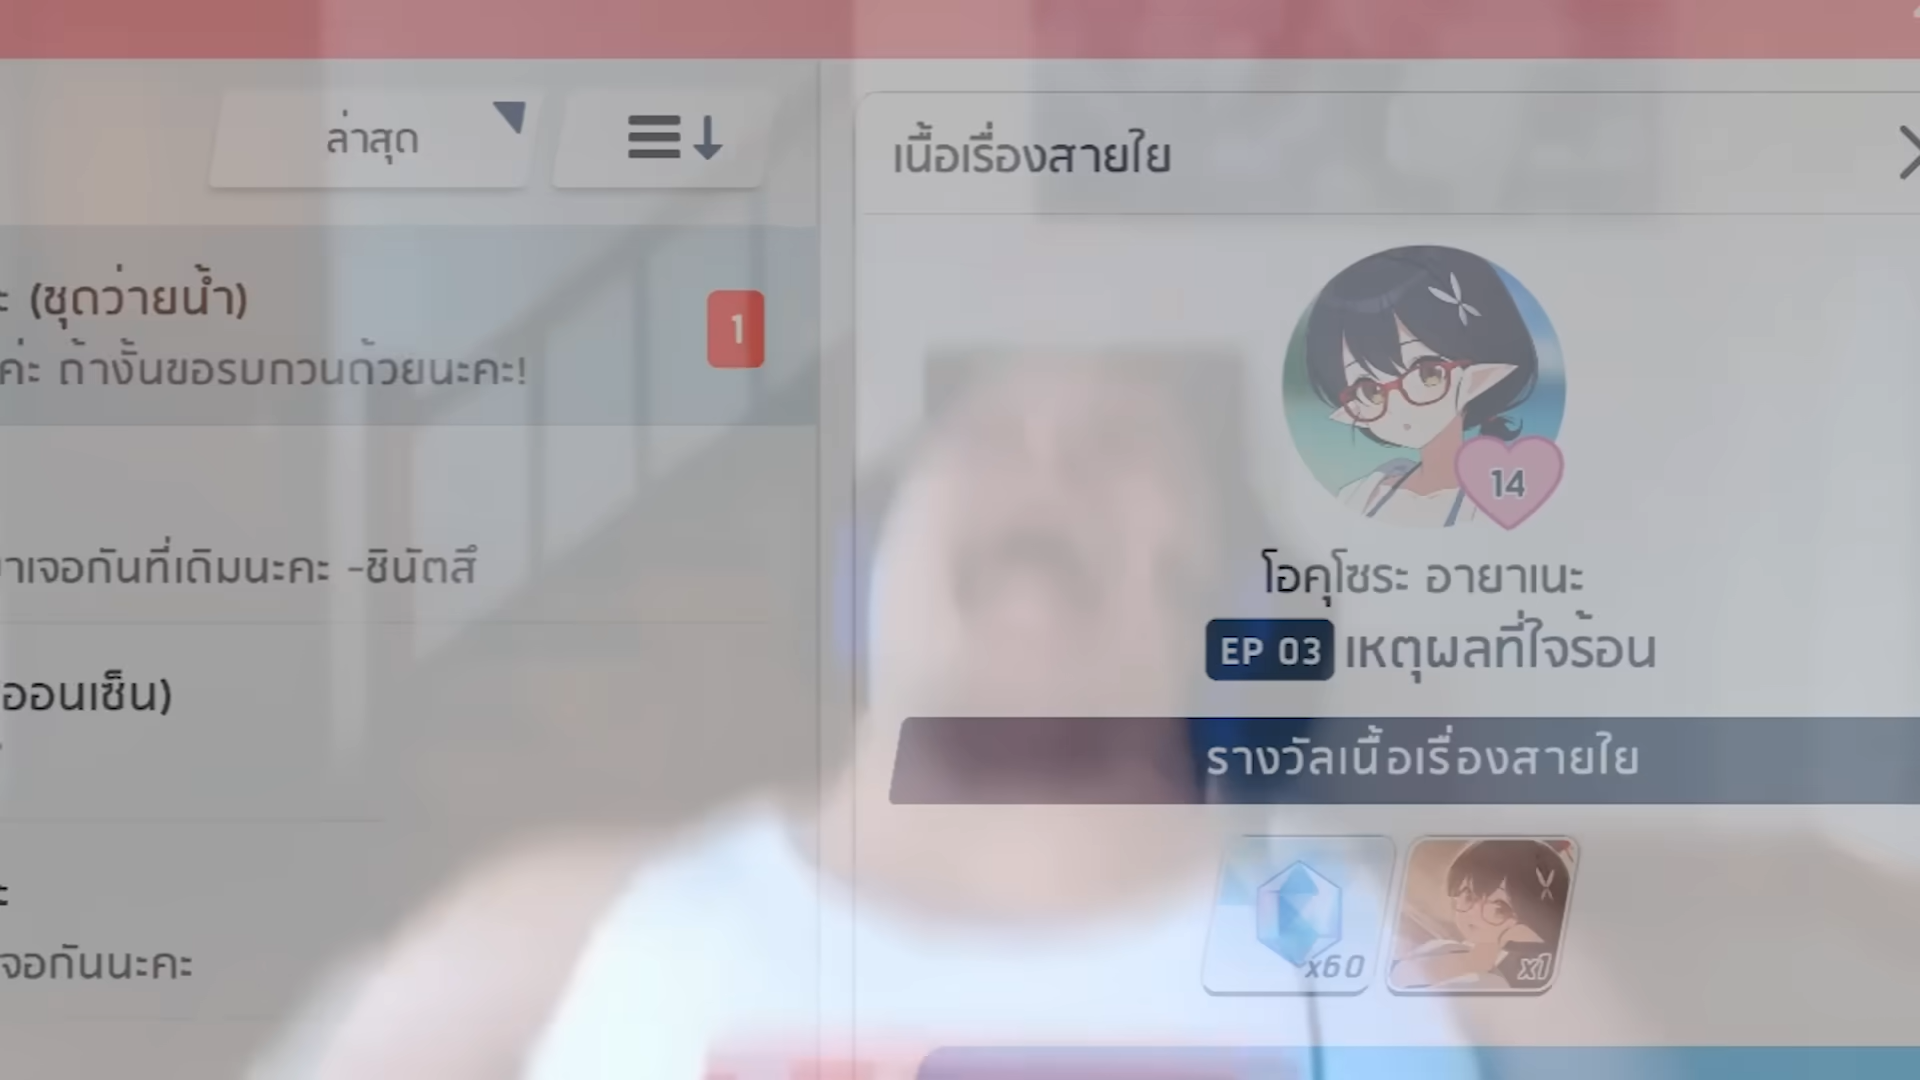 ล่าสุด
เนื้อเรื่องสายใย
(ชุดว่ายน้ำ)
1
ค่ะ ถ้างั้นขอรบกวนด้วยนะคะ!
14
เจอกันที่เดิมนะคะ -ชินัตสึ
โอคุโซระ อายาเนะ
EP 03 เหตุผลที่ใจร้อน
ออนเซ็น)
รางวัลเนื้อเรื่องสายใย
จอกันนะคะ
x60
x1